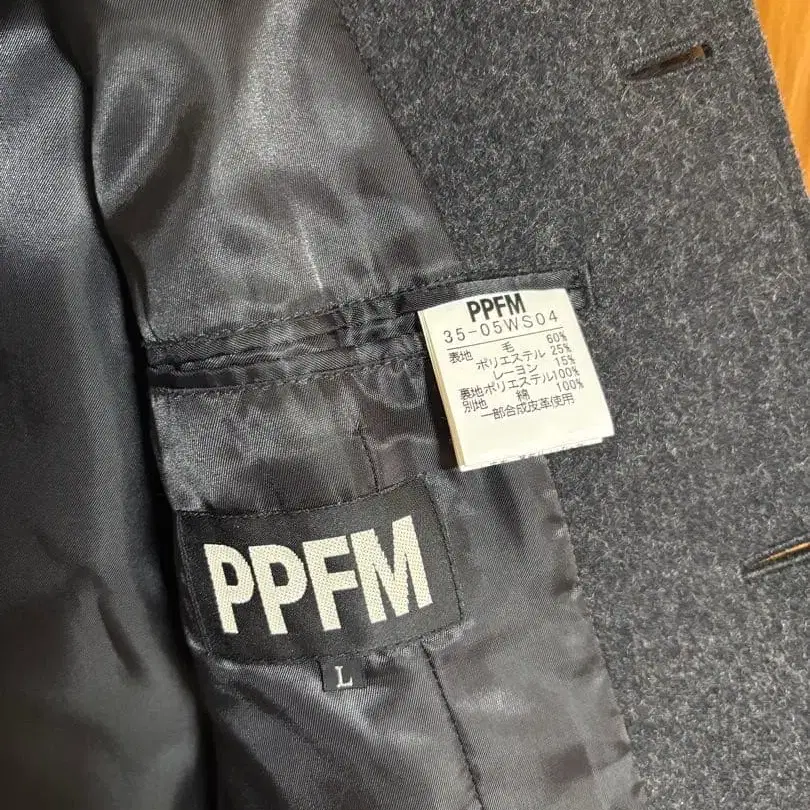 PPFM
35-05WS04
表地 毛 60%
ポリエステル 25%
レーヨン 15%
裏地 ポリエステル100%
別地 綿 100%
一部合成皮革使用
PPFM
L